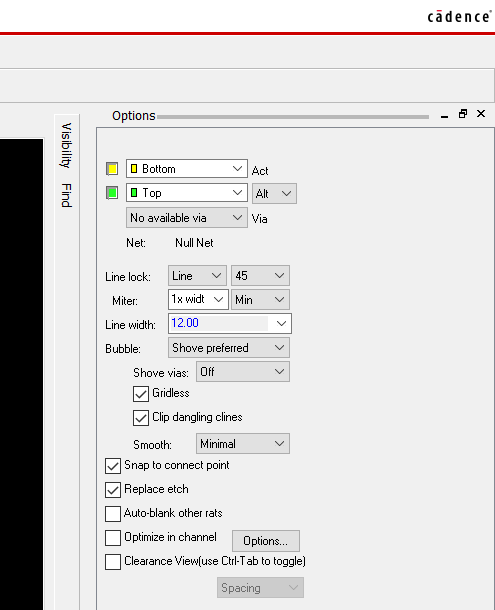 cādence®
Options
Visibility
Find
Bottom Act
Top Alt
No available via Via
Net: Null Net
Line lock: Line 45
Miter: 1x widt Min
Line width: 12.00
Bubble: Shove preferred
Shove vias: Off
Gridless
Clip dangling clines
Smooth: Minimal
Snap to connect point
Replace etch
Auto-blank other rats
Optimize in channel Options...
Clearance View(use Ctrl-Tab to toggle)
Spacing